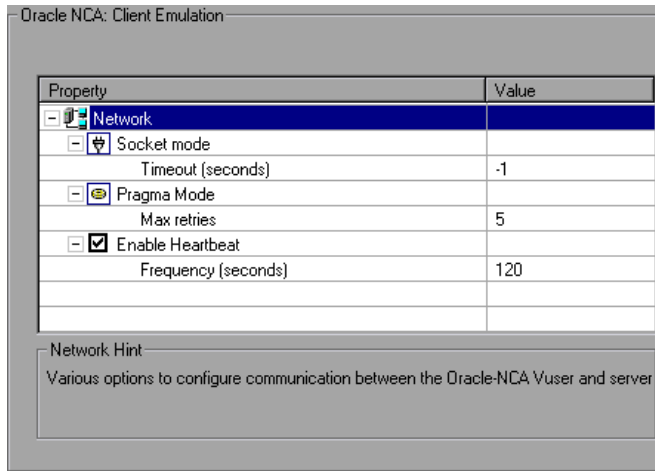 Oracle NCA: Client Emulation
Property Value
Network
Socket mode
Timeout (seconds) -1
Pragma Mode
Max retries 5
Enable Heartbeat
Frequency (seconds) 120
Network Hint
Various options to configure communication between the Oracle-NCA Vuser and server